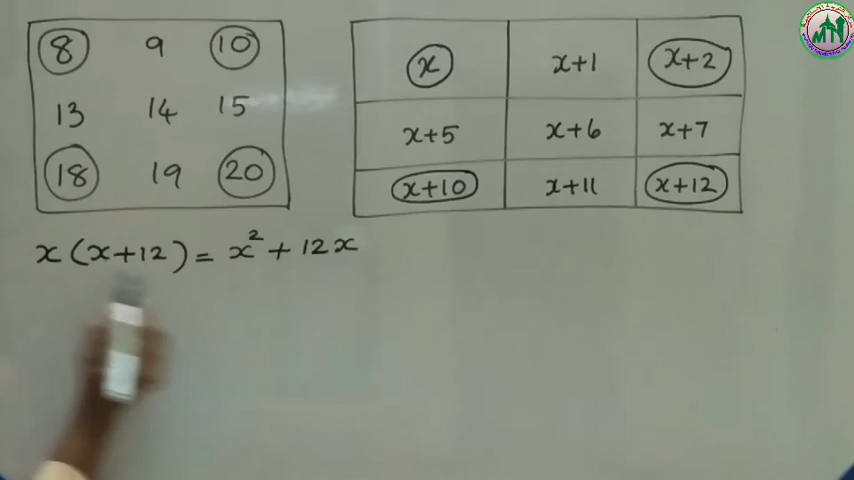 8 9 10
13 14 15
18 19 20
x x+1 x+2
x+5 x+6 x+7
x+10 x+11 x+12
x(x+12) = x² + 12x